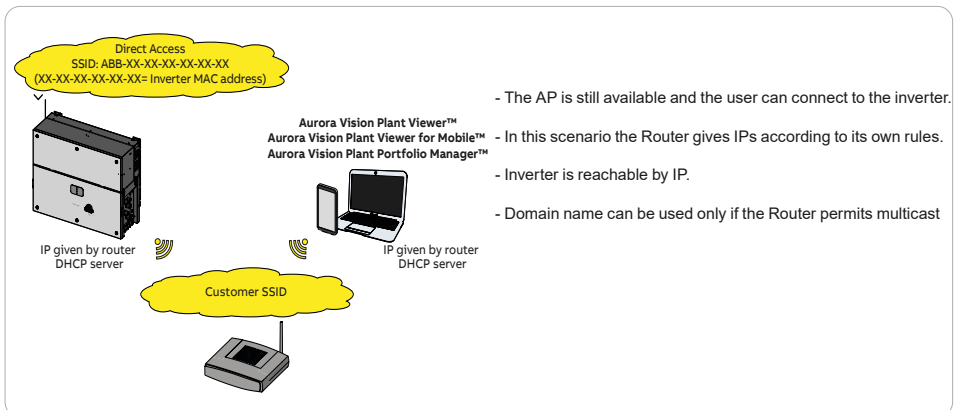 Direct Access
SSID: ABB-XX-XX-XX-XX-XX-XX
(XX-XX-XX-XX-XX-XX= Inverter MAC address)
Aurora Vision Plant Viewer™
Aurora Vision Plant Viewer for Mobile™
Aurora Vision Plant Portfolio Manager™
IP given by router
DHCP server
IP given by router
DHCP server
Customer SSID
- The AP is still available and the user can connect to the inverter.
- In this scenario the Router gives IPs according to its own rules.
- Inverter is reachable by IP.
- Domain name can be used only if the Router permits multicast